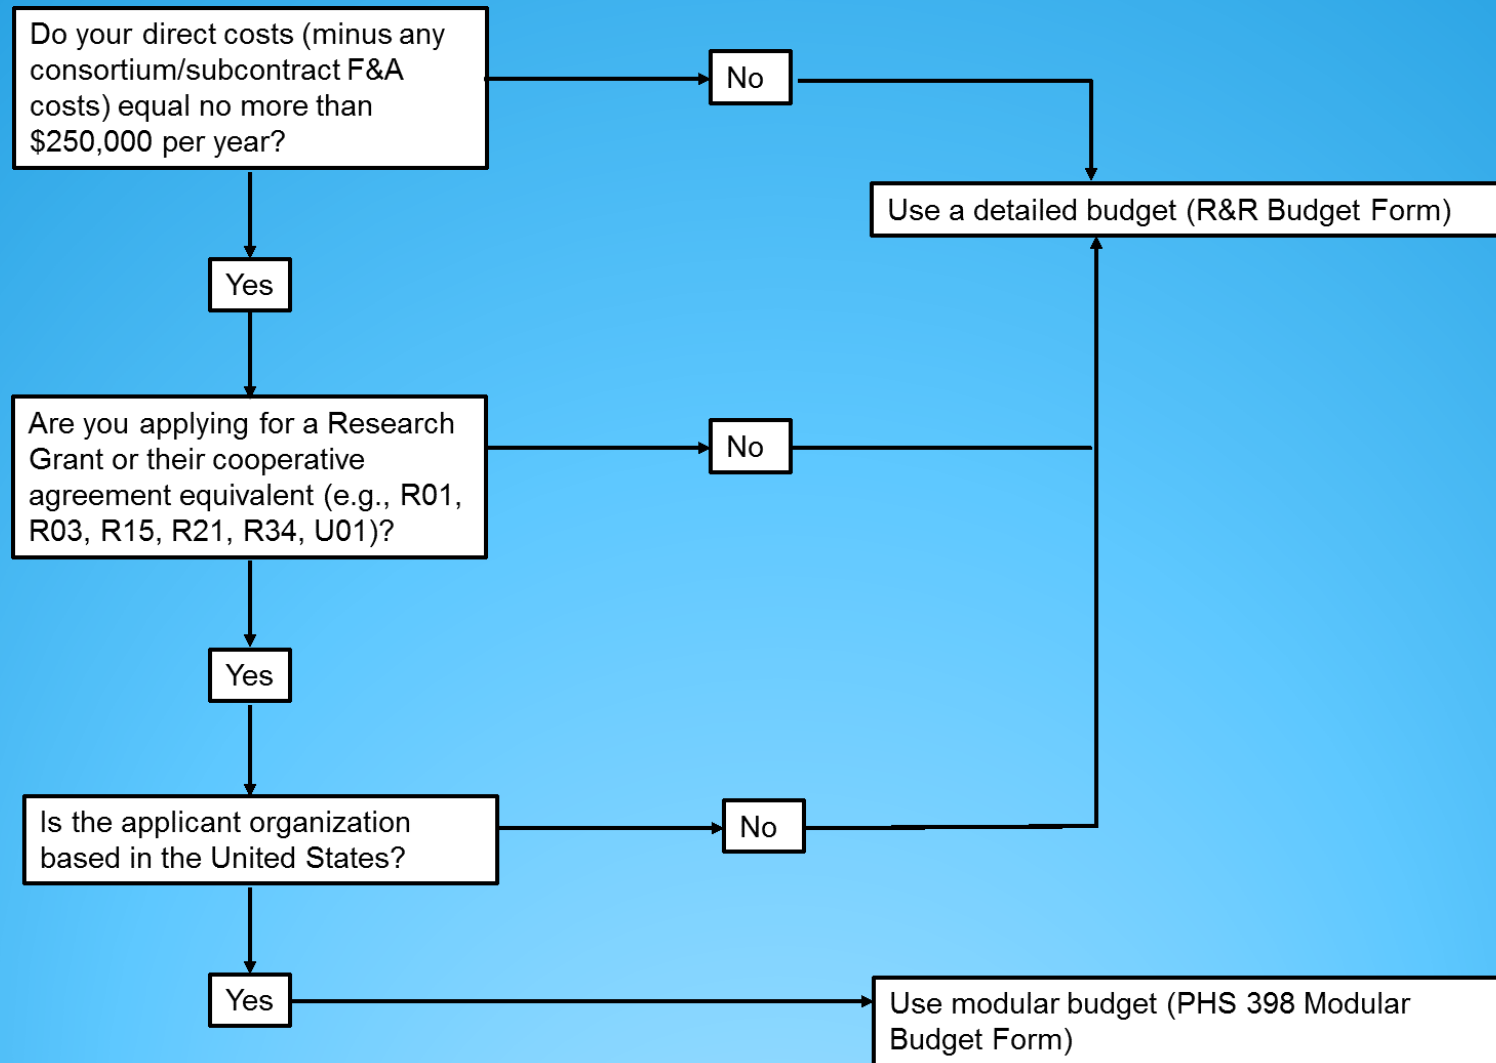 Do your direct costs (minus any
consortium/subcontract F&A
costs) equal no more than
$250,000 per year?
No
Use a detailed budget (R&R Budget Form)
Yes
Are you applying for a Research
Grant or their cooperative
agreement equivalent (e.g., R01,
R03, R15, R21, R34, U01)?
No
Yes
Is the applicant organization
based in the United States?
No
Yes
Use modular budget (PHS 398 Modular
Budget Form)